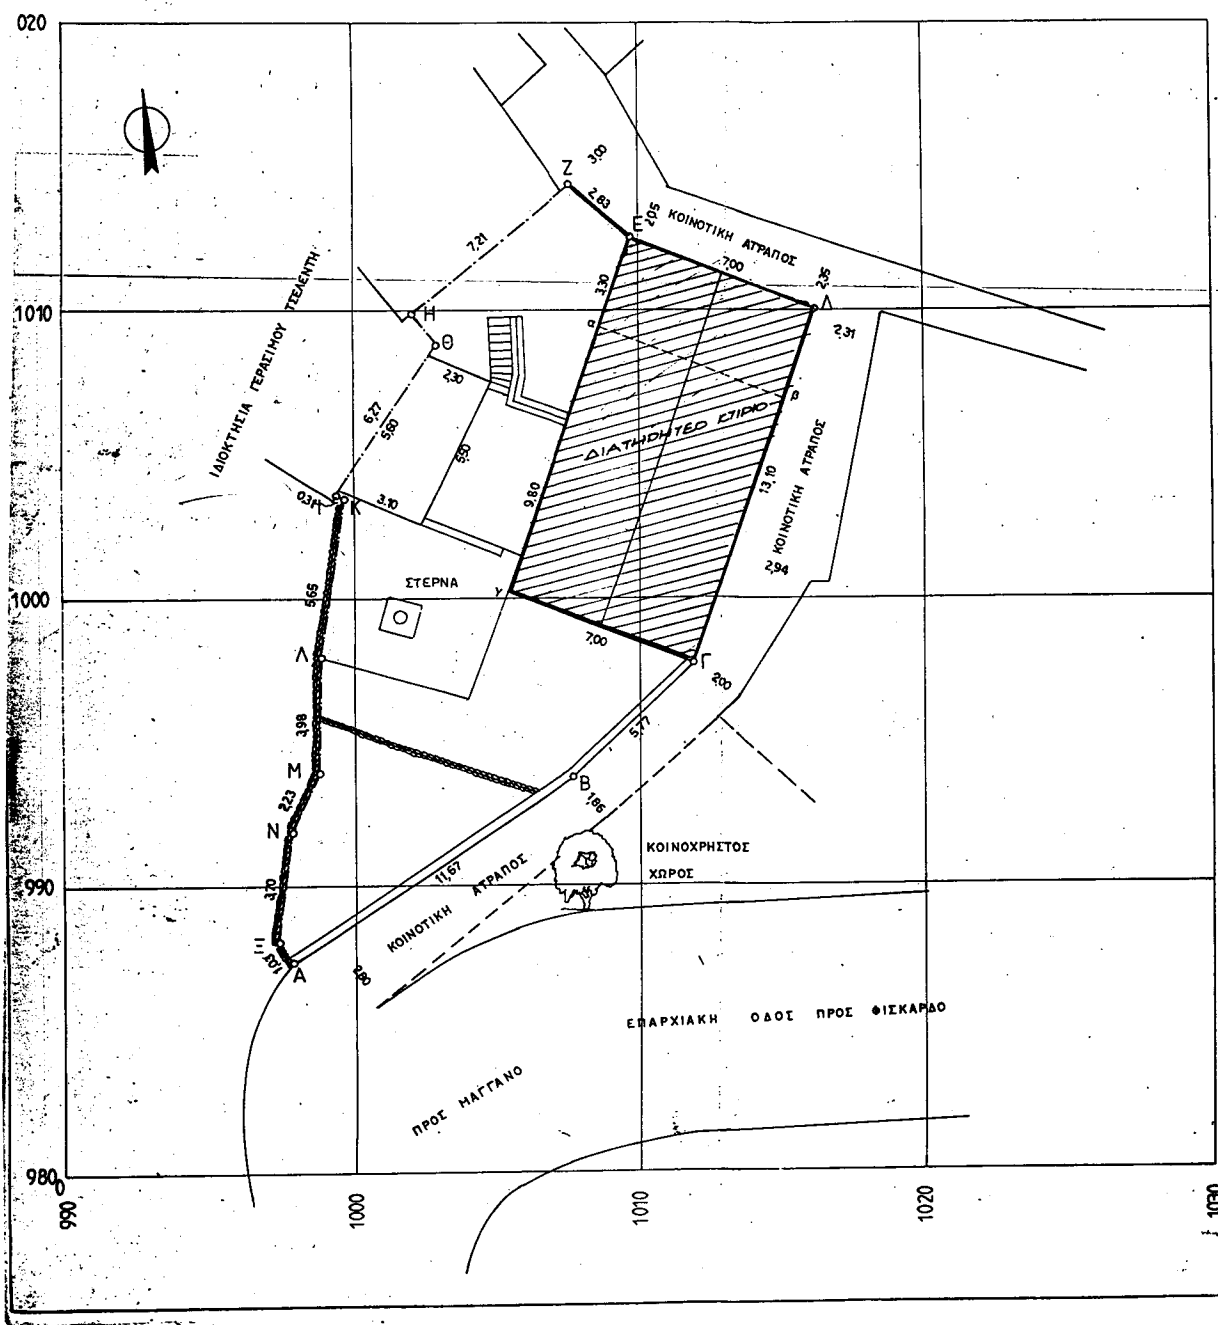 020
Ζ
3,00
2,83
Ε
2,05
ΚΟΙΝΟΤΙΚΗ ΑΤΡΑΠΟΣ
7,21
7,00
2,35
3,30
1010
Η
Δ
α
2,31
Θ
ΙΔΙΟΚΤΗΣΙΑ ΓΕΡΑΣΙΜΟΥ ΤΣΕΛΕΝΤΗ
2,30
β
6,27
5,60
ΔΙΑΤΗΡΗΤΕΟ ΚΤΙΡΙΟ
ΚΟΙΝΟΤΙΚΗ ΑΤΡΑΠΟΣ
5,50
9,80
13,10
0,31
Ι
Κ
3,10
2,94
ΣΤΕΡΝΑ
γ
5,65
1000
7,00
Λ
Γ
2,00
3,98
5,77
Μ
Β
2,23
1,86
Ν
ΚΟΙΝΟΧΡΗΣΤΟΣ
ΧΩΡΟΣ
11,67
990
3,70
ΚΟΙΝΟΤΙΚΗ ΑΤΡΑΠΟΣ
Ξ
1,03
Α
2,80
ΕΠΑΡΧΙΑΚΗ ΟΔΟΣ ΠΡΟΣ ΦΙΣΚΑΡΔΟ
ΠΡΟΣ ΜΑΓΓΑΝΟ
980
990
1000
1010
1020
1030